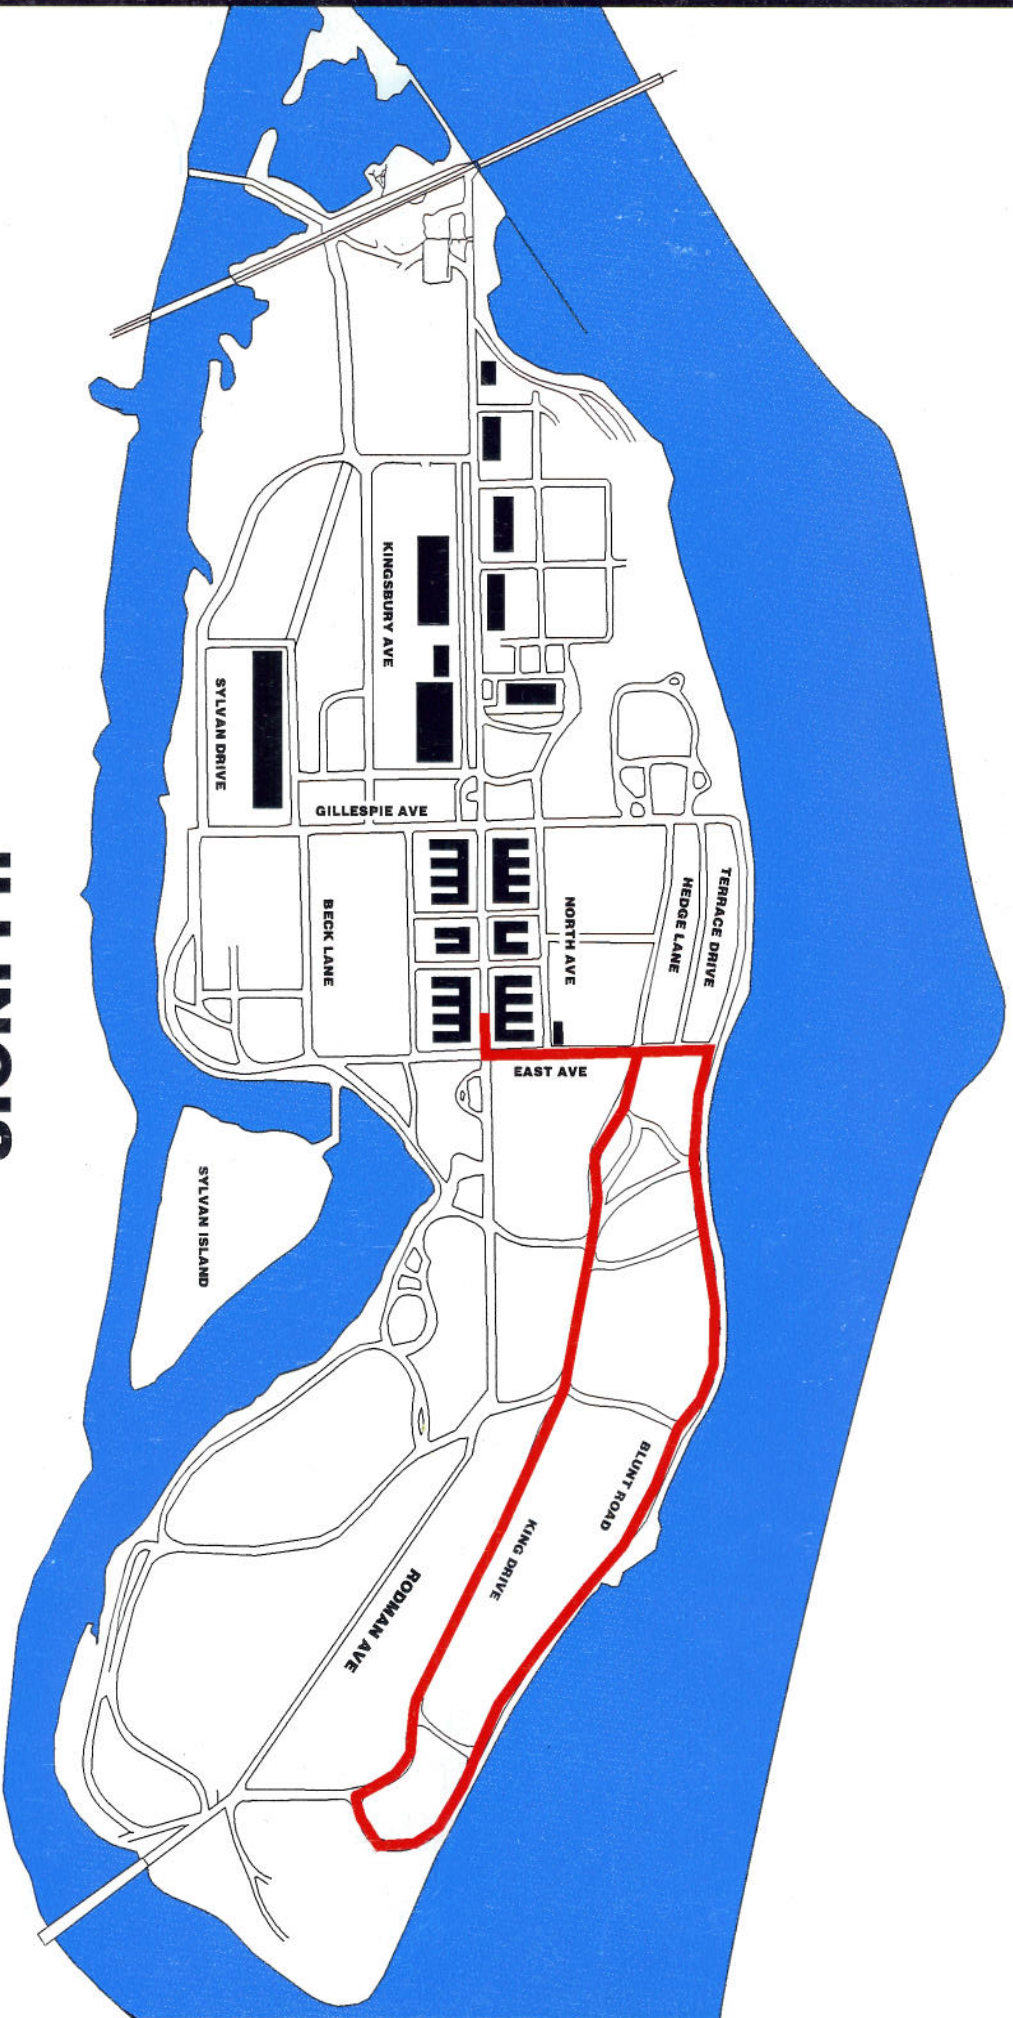 KINGSBURY AVE
SYLVAN DRIVE
GILLESPIE AVE
BECK LANE
NORTH AVE
HEDGE LANE
TERRACE DRIVE
EAST AVE
SYLVAN ISLAND
BLUNT ROAD
KING DRIVE
RODMAN AVE
ILLINOIS